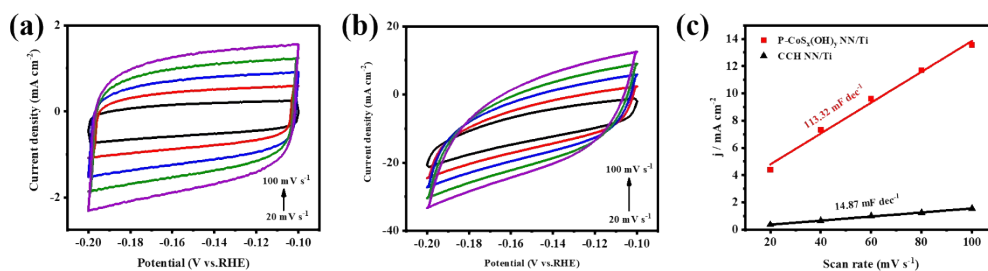 (a)
Current density (mA cm⁻²)
2
0
-2
100 mV s⁻¹
20 mV s⁻¹
-0.20 -0.18 -0.16 -0.14 -0.12 -0.10
Potential (V vs.RHE)
(b)
Current density (mA cm⁻²)
20
0
-20
-40
100 mV s⁻¹
20 mV s⁻¹
-0.20 -0.18 -0.16 -0.14 -0.12 -0.10
Potential (V vs.RHE)
(c)
j / mA cm⁻²
14
12
10
8
6
4
2
0
P-CoSₓ(OH)ᵧ NN/Ti
CCH NN/Ti
113.32 mF dec⁻¹
14.87 mF dec⁻¹
20 40 60 80 100
Scan rate (mV s⁻¹)